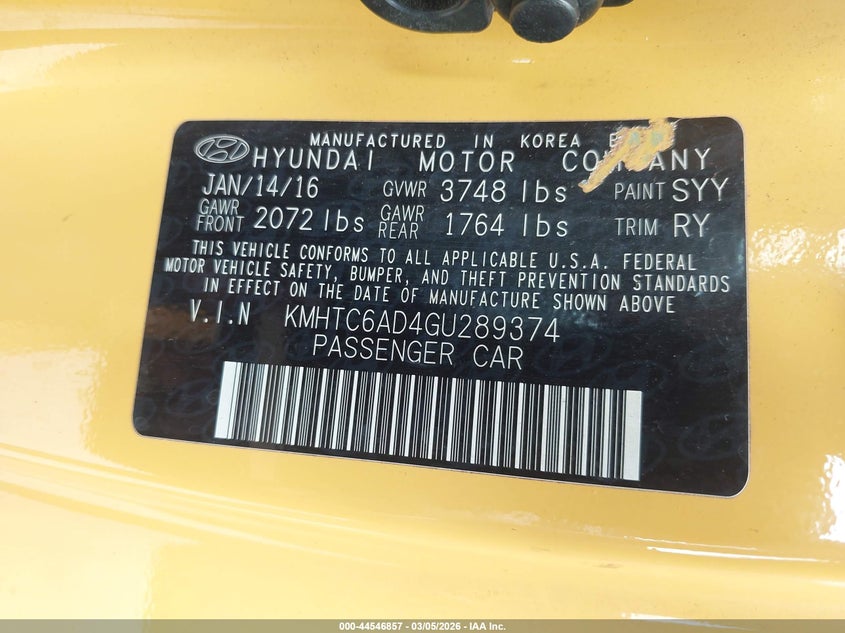 MANUFACTURED IN KOREA
HYUNDAI MOTOR COMPANY
JAN/14/16 GVWR 3748 lbs PAINT SYY
GAWR FRONT 2072 lbs GAWR REAR 1764 lbs TRIM RY
THIS VEHICLE CONFORMS TO ALL APPLICABLE U.S.A. FEDERAL
MOTOR VEHICLE SAFETY, BUMPER, AND THEFT PREVENTION STANDARDS
IN EFFECT ON THE DATE OF MANUFACTURE SHOWN ABOVE
V.I.N KMHTC6AD4GU289374
PASSENGER CAR
000-44546857 - 03/05/2026 - IAA Inc.